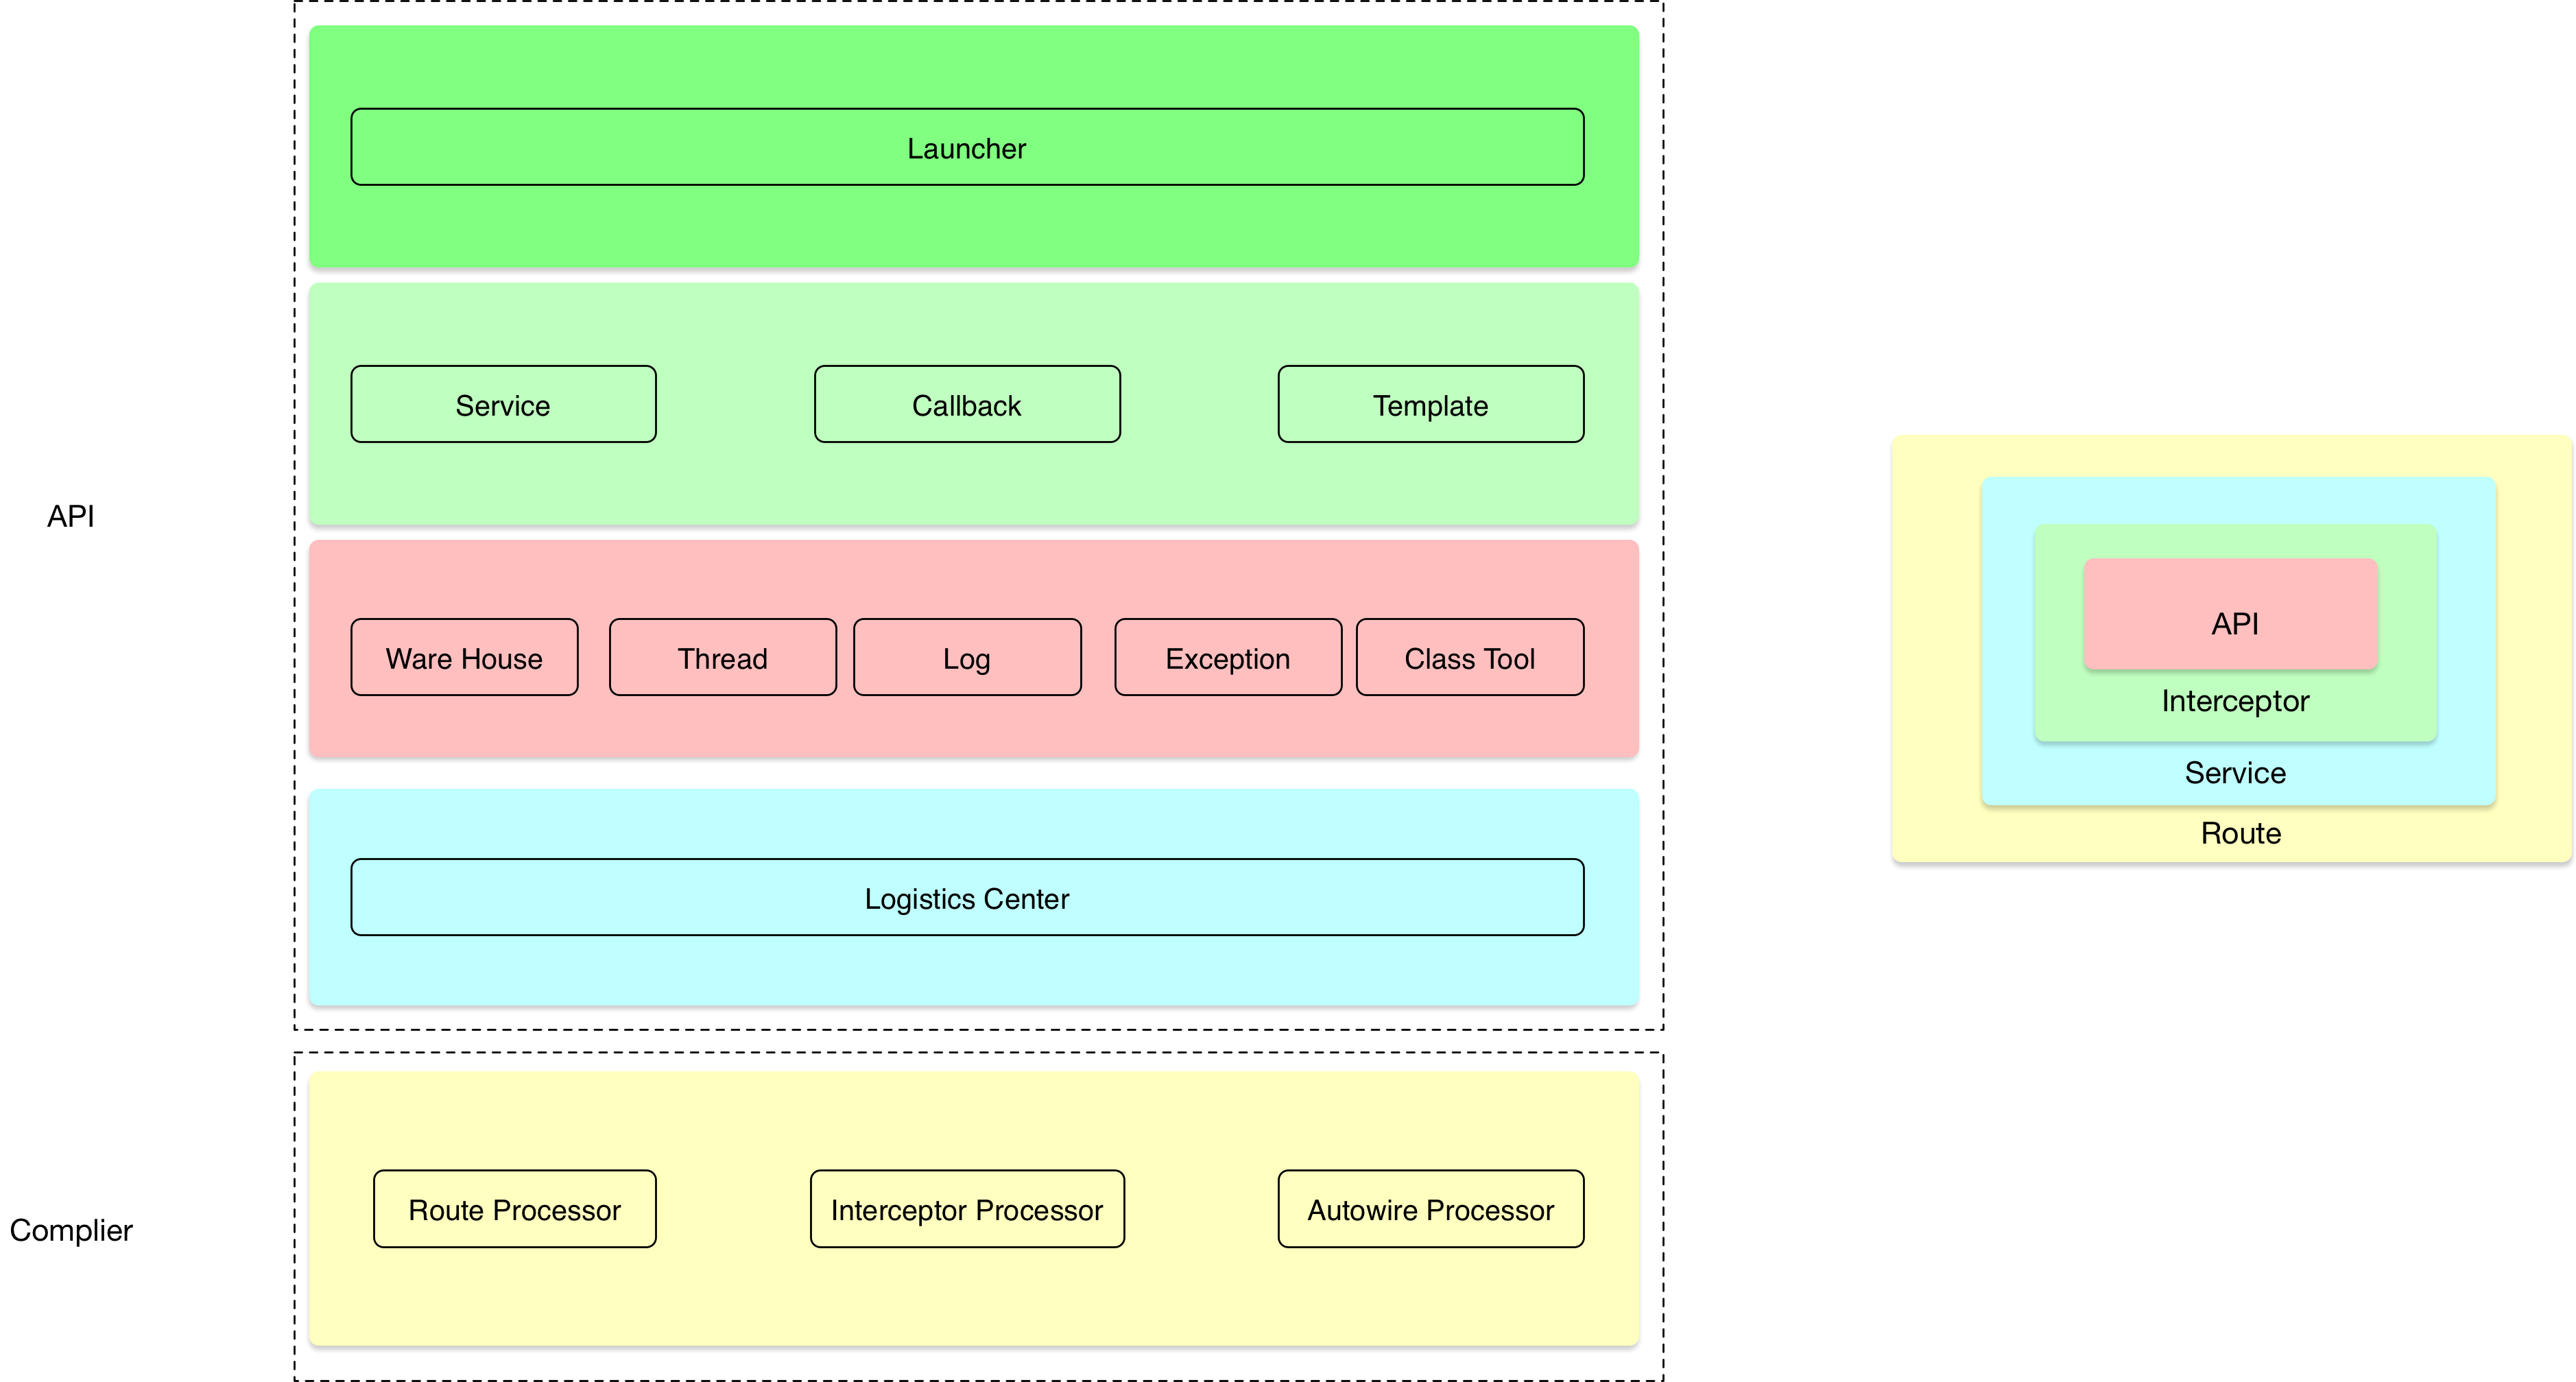 API
Launcher
Service
Callback
Template
Ware House
Thread
Log
Exception
Class Tool
Logistics Center
Complier
Route Processor
Interceptor Processor
Autowire Processor
API
Interceptor
Service
Route